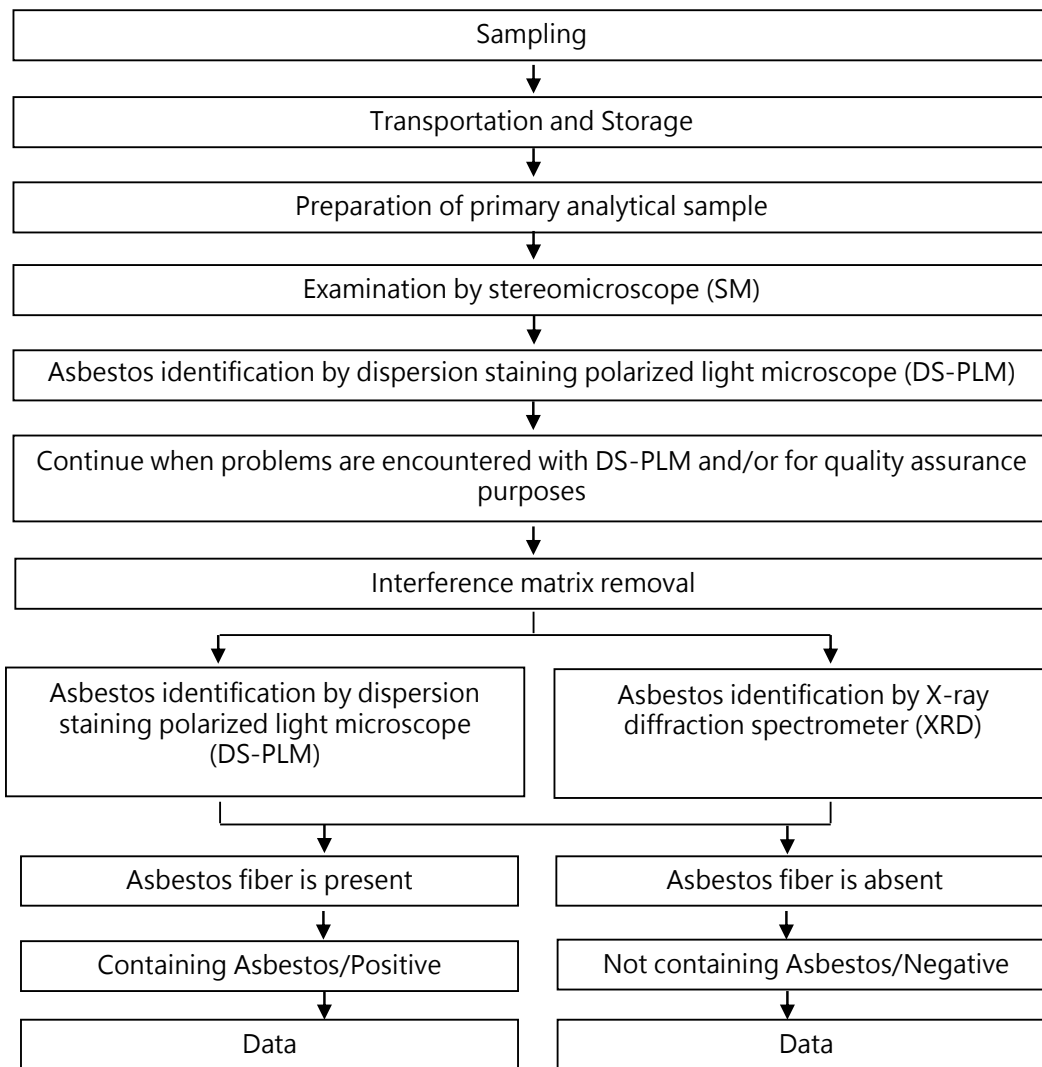 Sampling
Transportation and Storage
Preparation of primary analytical sample
Examination by stereomicroscope (SM)
Asbestos identification by dispersion staining polarized light microscope (DS-PLM)
Continue when problems are encountered with DS-PLM and/or for quality assurance
purposes
Interference matrix removal
Asbestos identification by dispersion
staining polarized light microscope
(DS-PLM)
Asbestos identification by X-ray
diffraction spectrometer (XRD)
Asbestos fiber is present
Asbestos fiber is absent
Containing Asbestos/Positive
Not containing Asbestos/Negative
Data
Data